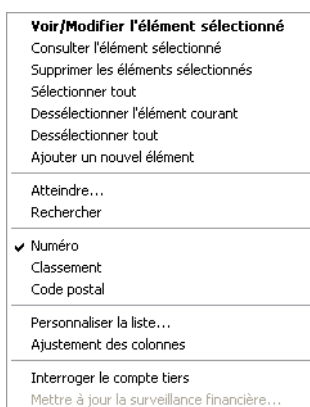 Voir/Modifier l'élément sélectionné
Consulter l'élément sélectionné
Supprimer les éléments sélectionnés
Sélectionner tout
Dessélectionner l'élément courant
Dessélectionner tout
Ajouter un nouvel élément
Atteindre...
Rechercher
Numéro
Classement
Code postal
Personnaliser la liste...
Ajustement des colonnes
Interroger le compte tiers
Mettre à jour la surveillance financière...